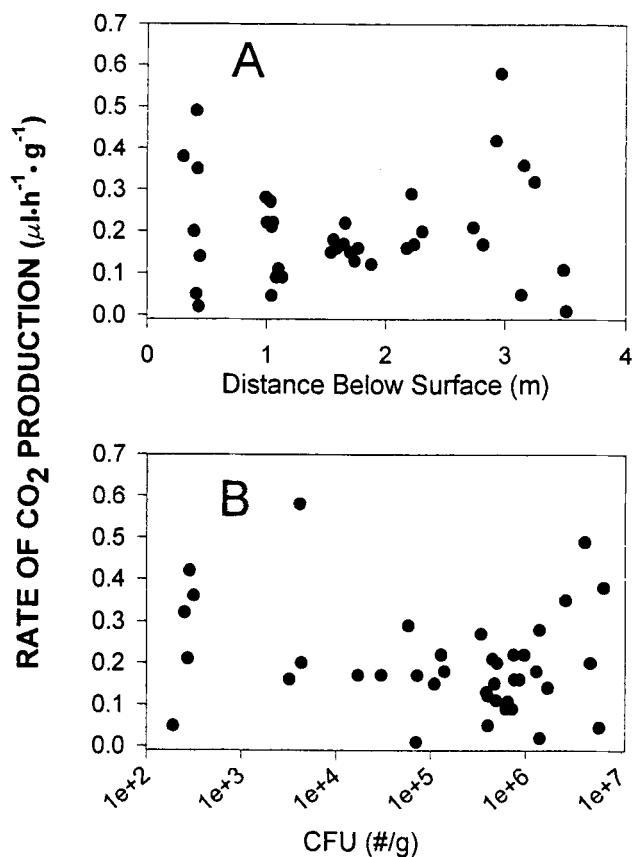 RATE OF CO2 PRODUCTION (µl·h-1·g-1)
A
0.7
0.6
0.5
0.4
0.3
0.2
0.1
0.0
0 1 2 3 4
Distance Below Surface (m)
B
0.7
0.6
0.5
0.4
0.3
0.2
0.1
0.0
1e+2 1e+3 1e+4 1e+5 1e+6 1e+7
CFU (#/g)